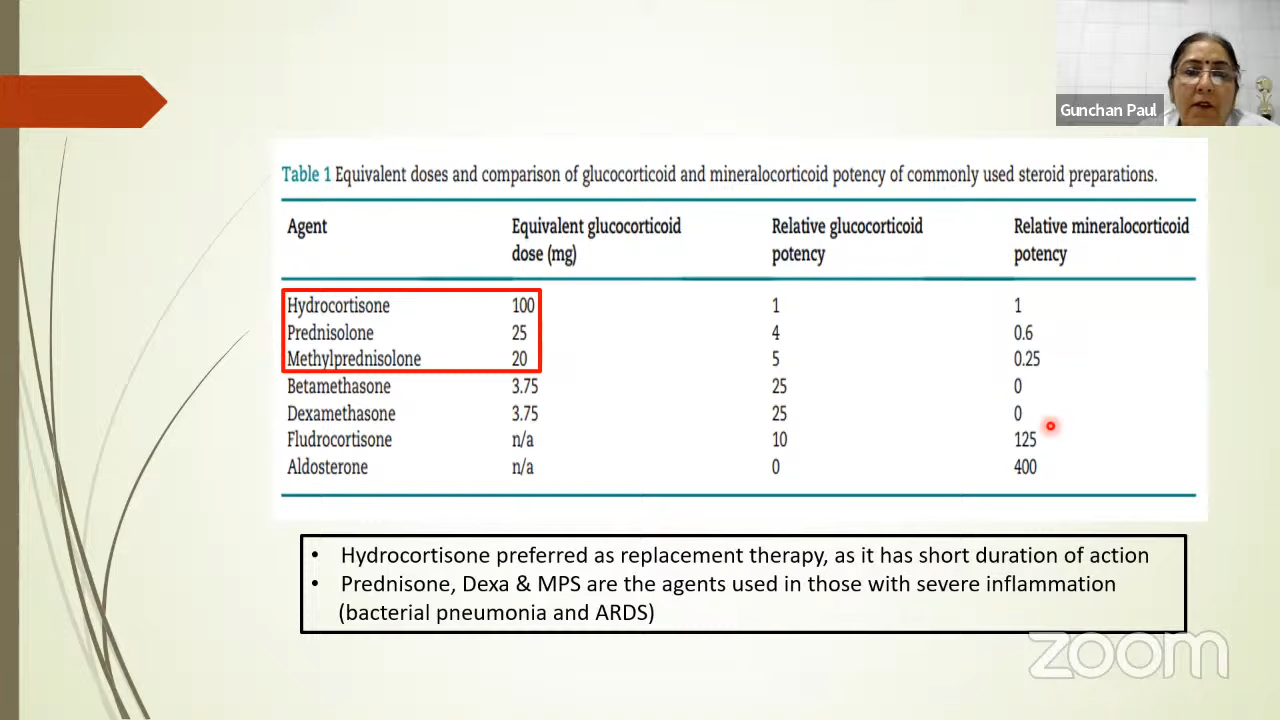 Gunchan Paul
Table 1 Equivalent doses and comparison of glucocorticoid and mineralocorticoid potency of commonly used steroid preparations.
Agent Equivalent glucocorticoid dose (mg) Relative glucocorticoid potency Relative mineralocorticoid potency
Hydrocortisone 100 1 1
Prednisolone 25 4 0.6
Methylprednisolone 20 5 0.25
Betamethasone 3.75 25 0
Dexamethasone 3.75 25 0
Fludrocortisone n/a 10 125
Aldosterone n/a 0 400
• Hydrocortisone preferred as replacement therapy, as it has short duration of action
• Prednisone, Dexa & MPS are the agents used in those with severe inflammation
(bacterial pneumonia and ARDS)
zoom